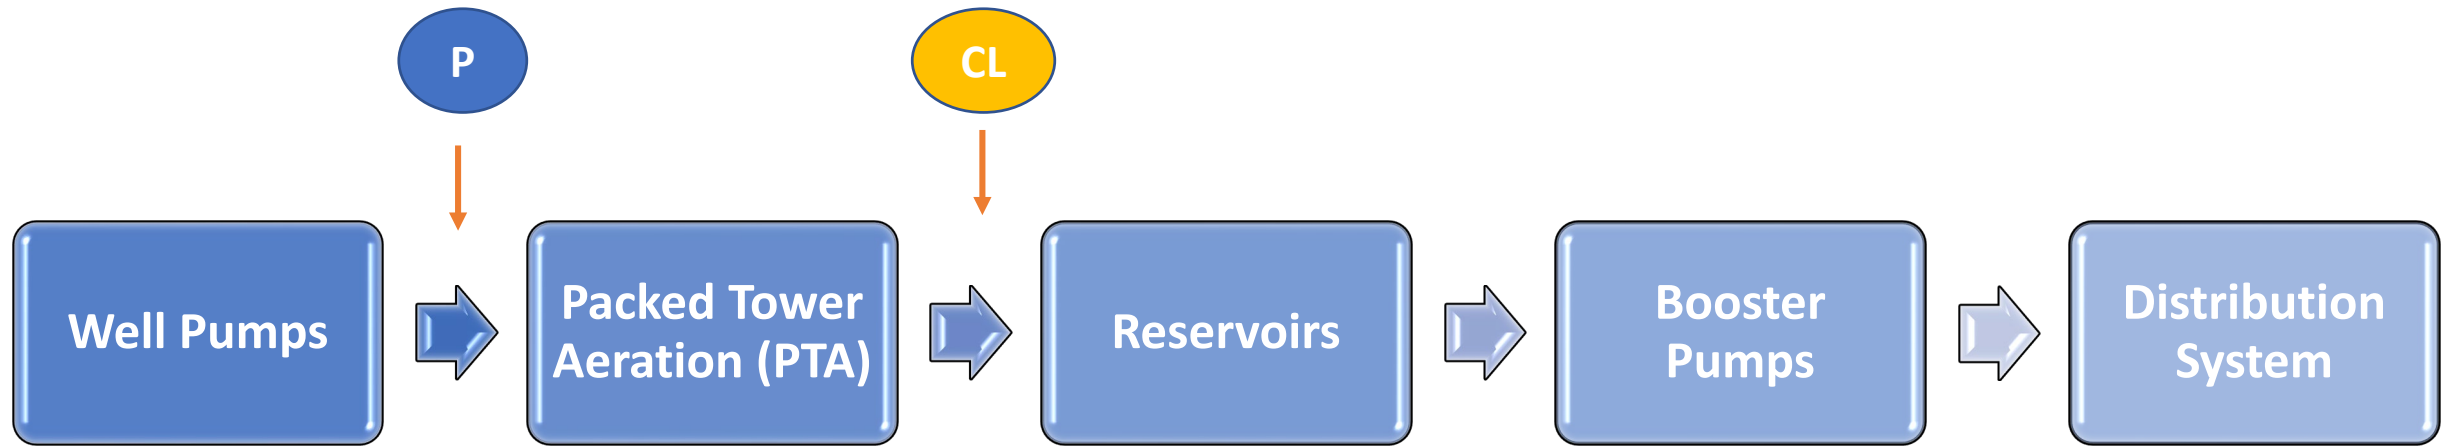 P
CL
Well Pumps
Packed Tower
Aeration (PTA)
Reservoirs
Booster
Pumps
Distribution
System